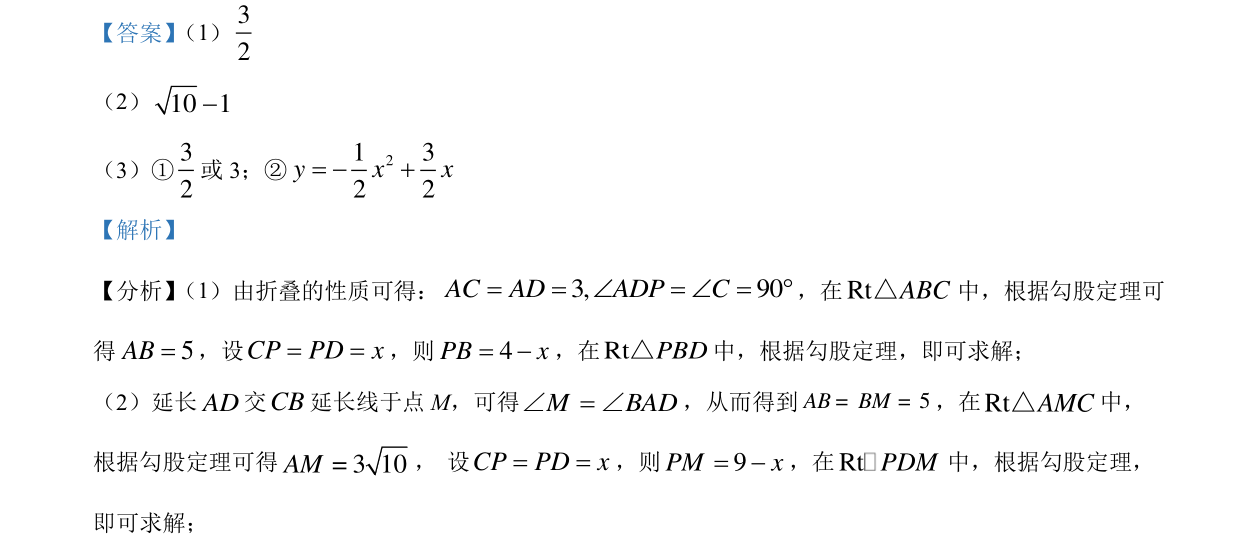 【答案】（1）3/2
（2）√10 −1
（3）①3/2 或 3；② y = −1/2 x² + 3/2 x
【解析】
【分析】（1）由折叠的性质可得：AC = AD = 3, ∠ADP = ∠C = 90°，在 Rt△ABC 中，根据勾股定理可
得 AB = 5，设 CP = PD = x，则 PB = 4 − x，在 Rt△PBD 中，根据勾股定理，即可求解；
（2）延长 AD 交 CB 延长线于点 M，可得 ∠M = ∠BAD，从而得到 AB = BM = 5，在 Rt△AMC 中，
根据勾股定理可得 AM = 3√10， 设 CP = PD = x，则 PM = 9 − x，在 Rt□PDM 中，根据勾股定理，
即可求解；